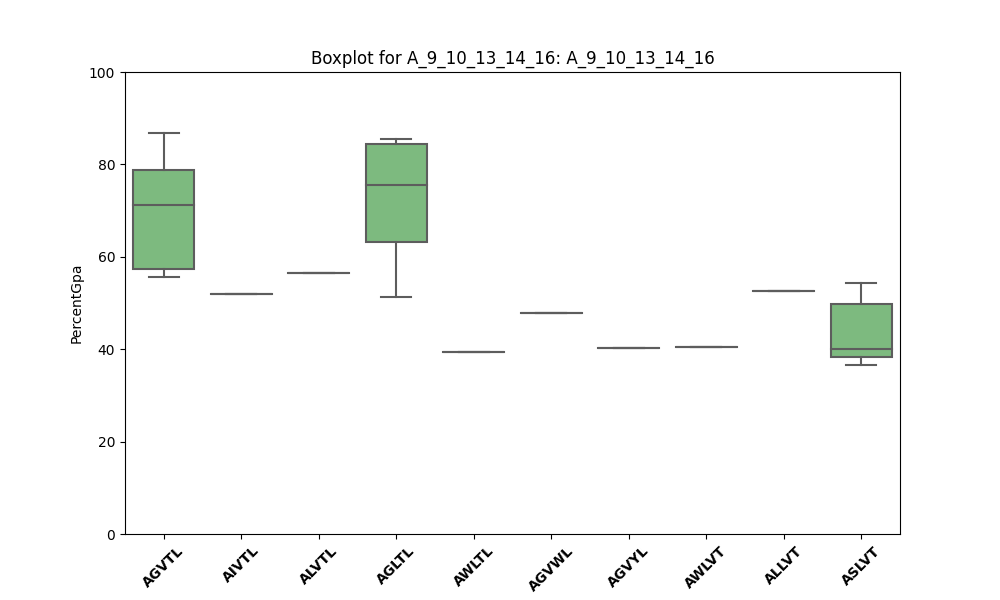 Boxplot for A_9_10_13_14_16: A_9_10_13_14_16
100
80
60
40
20
0
PercentGpa
AGVTL
AIVTL
ALVTL
AGLTL
AWLTL
AGVWL
AGVYL
AWLVT
ALLVT
ASLVT